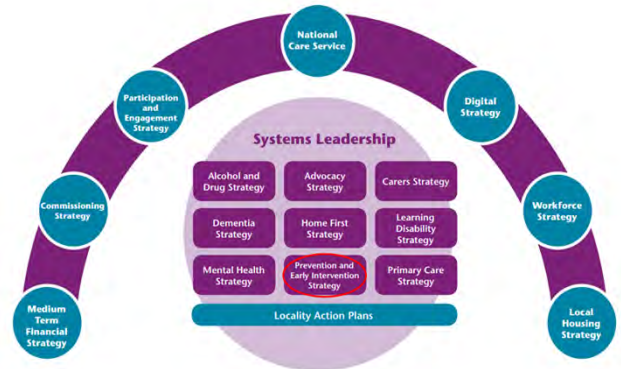 National
Care Service
Participation
and
Engagement
Strategy
Digital
Strategy
Commissioning
Strategy
Workforce
Strategy
Medium
Term
Financial
Strategy
Local
Housing
Strategy
Systems Leadership
Alcohol and
Drug Strategy
Advocacy
Strategy
Carers Strategy
Dementia
Strategy
Home First
Strategy
Learning
Disability
Strategy
Mental Health
Strategy
Prevention and
Early Intervention
Strategy
Primary Care
Strategy
Locality Action Plans